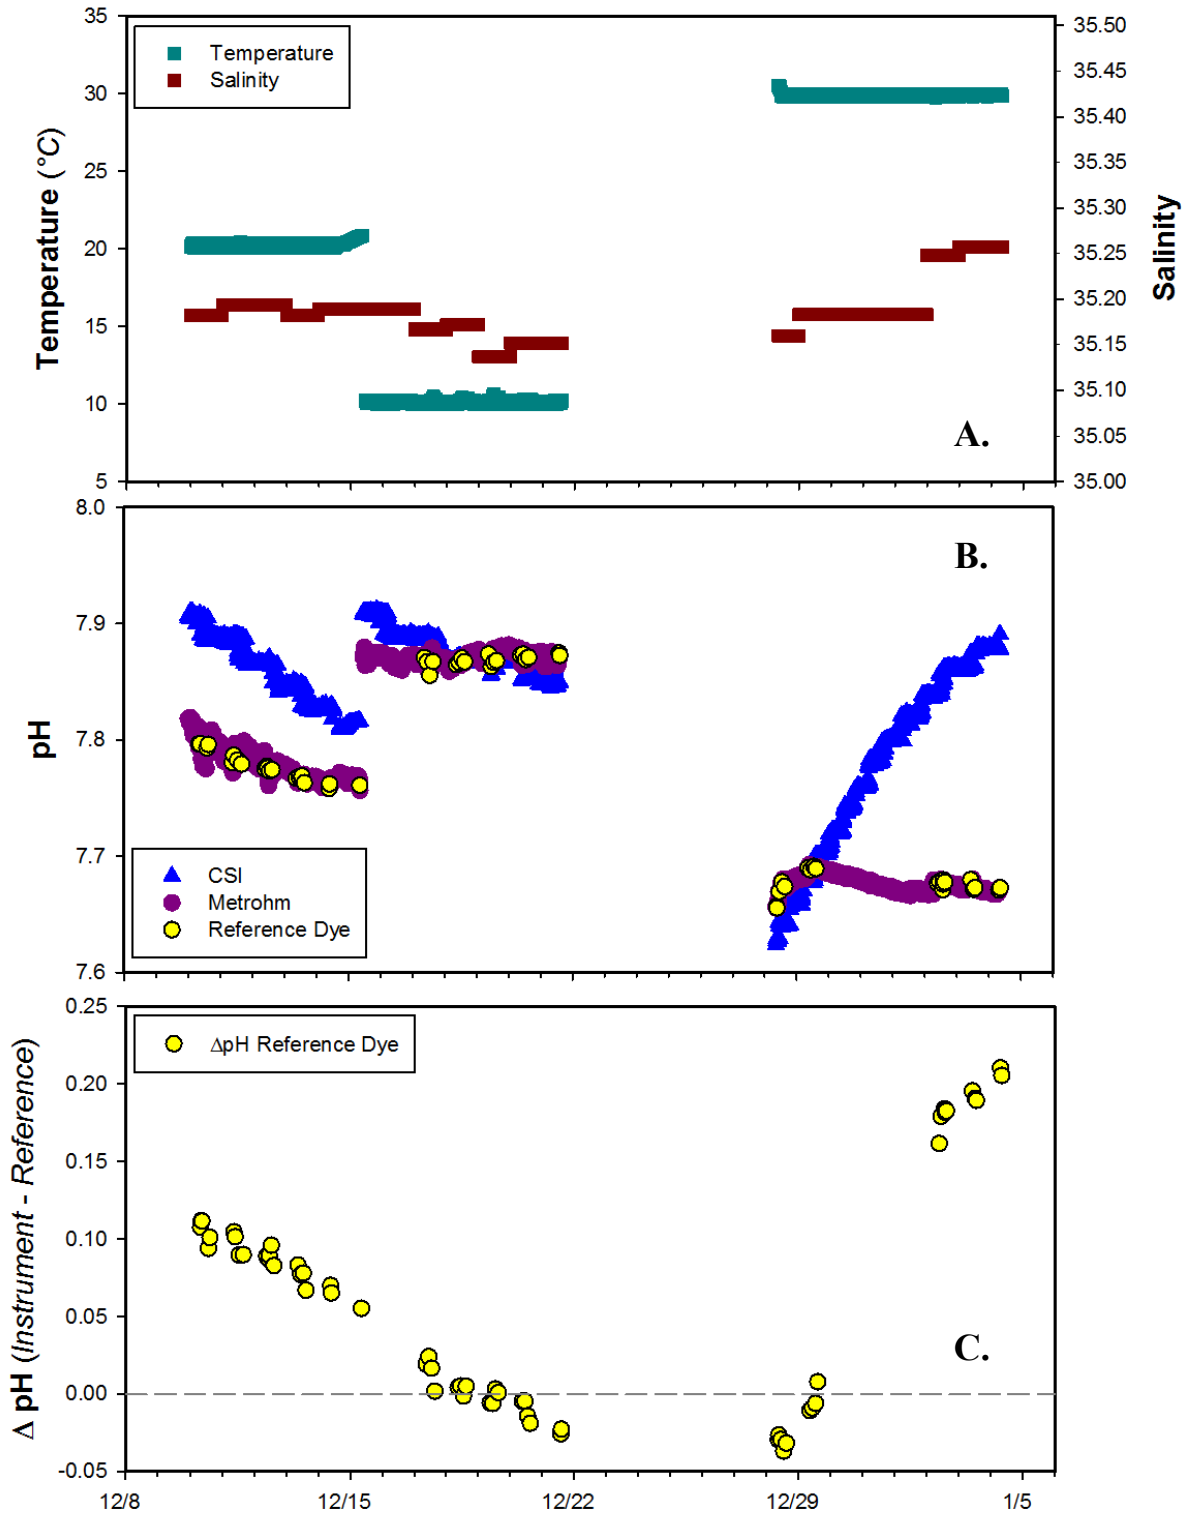 35
30
25
20
15
10
5
Temperature (°C)
Temperature
Salinity
35.50
35.45
35.40
35.35
35.30
35.25
35.20
35.15
35.10
35.05
35.00
Salinity
A.
8.0
7.9
7.8
7.7
7.6
pH
B.
CSI
Metrohm
Reference Dye
0.25
0.20
0.15
0.10
0.05
0.00
-0.05
Δ pH (Instrument - Reference)
ΔpH Reference Dye
C.
12/8 12/15 12/22 12/29 1/5